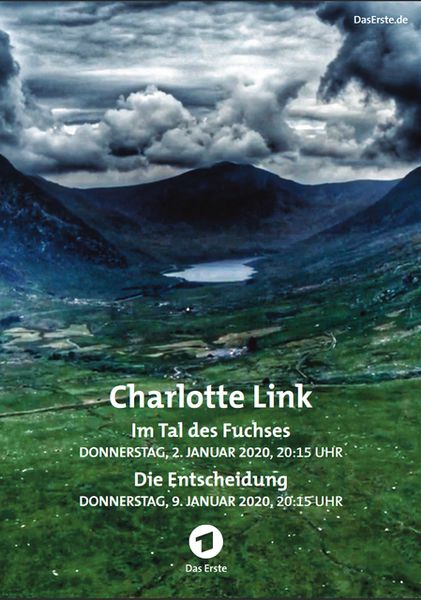 DasErste.de
Charlotte Link
Im Tal des Fuchses
DONNERSTAG, 2. JANUAR 2020, 20:15 UHR
Die Entscheidung
DONNERSTAG, 9. JANUAR 2020, 20:15 UHR
1
Das Erste